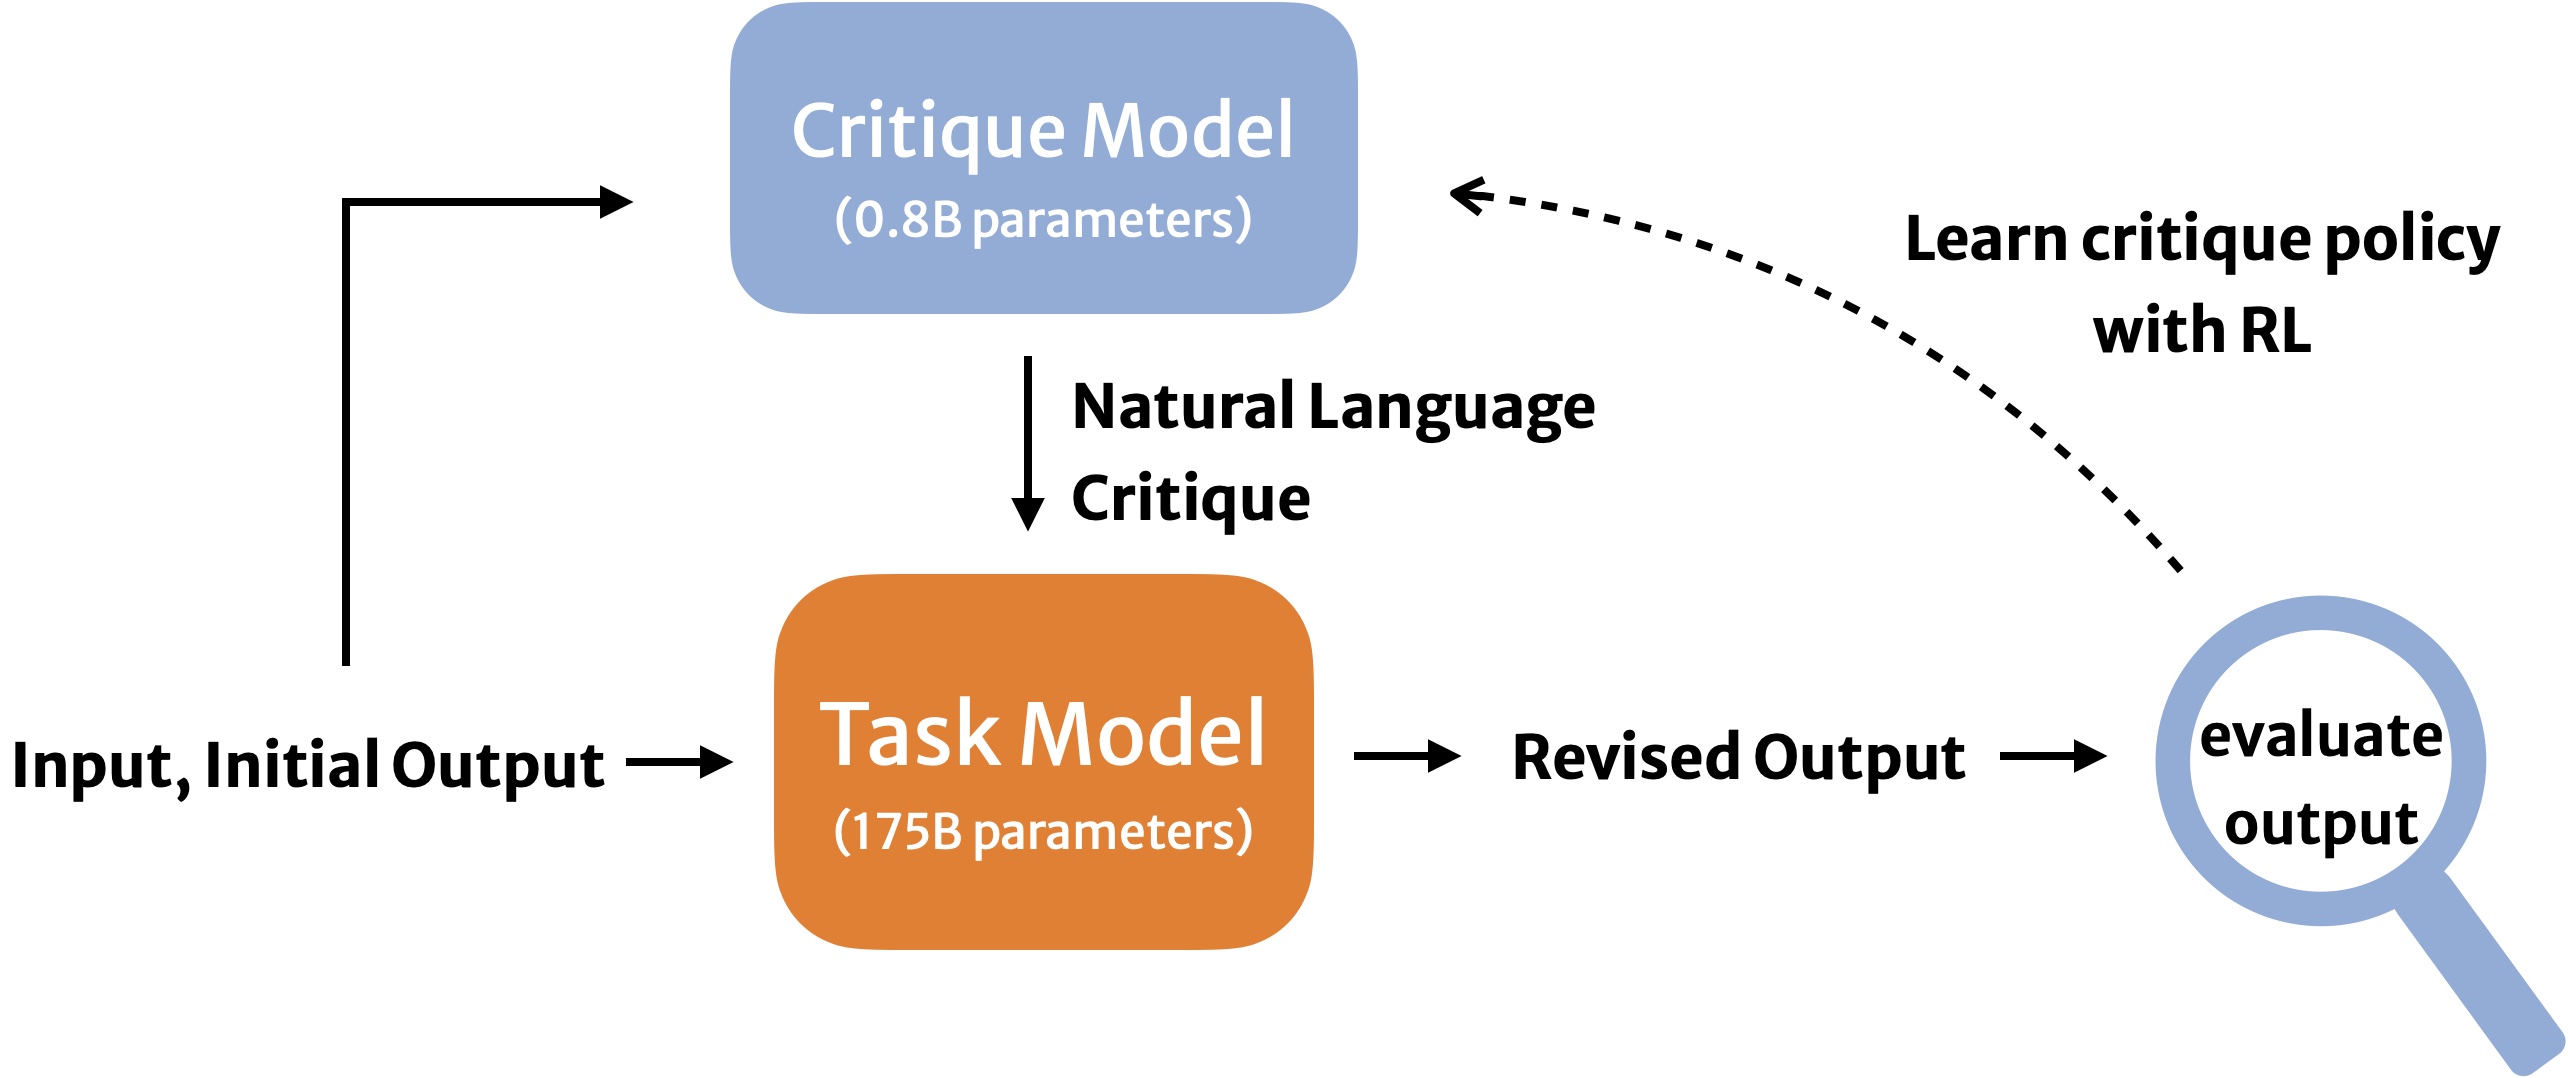 Critique Model
(0.8B parameters)
Learn critique policy
with RL
Natural Language
Critique
Input, Initial Output
Task Model
(175B parameters)
Revised Output
evaluate
output